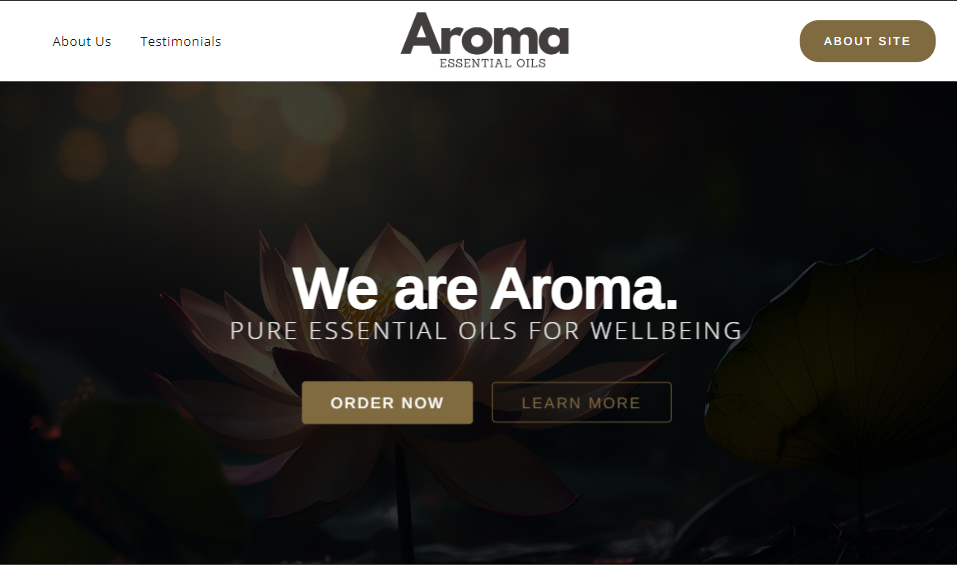 About Us
Testimonials
Aroma
ESSENTIAL OILS
ABOUT SITE
We are Aroma.
PURE ESSENTIAL OILS FOR WELLBEING
ORDER NOW
LEARN MORE